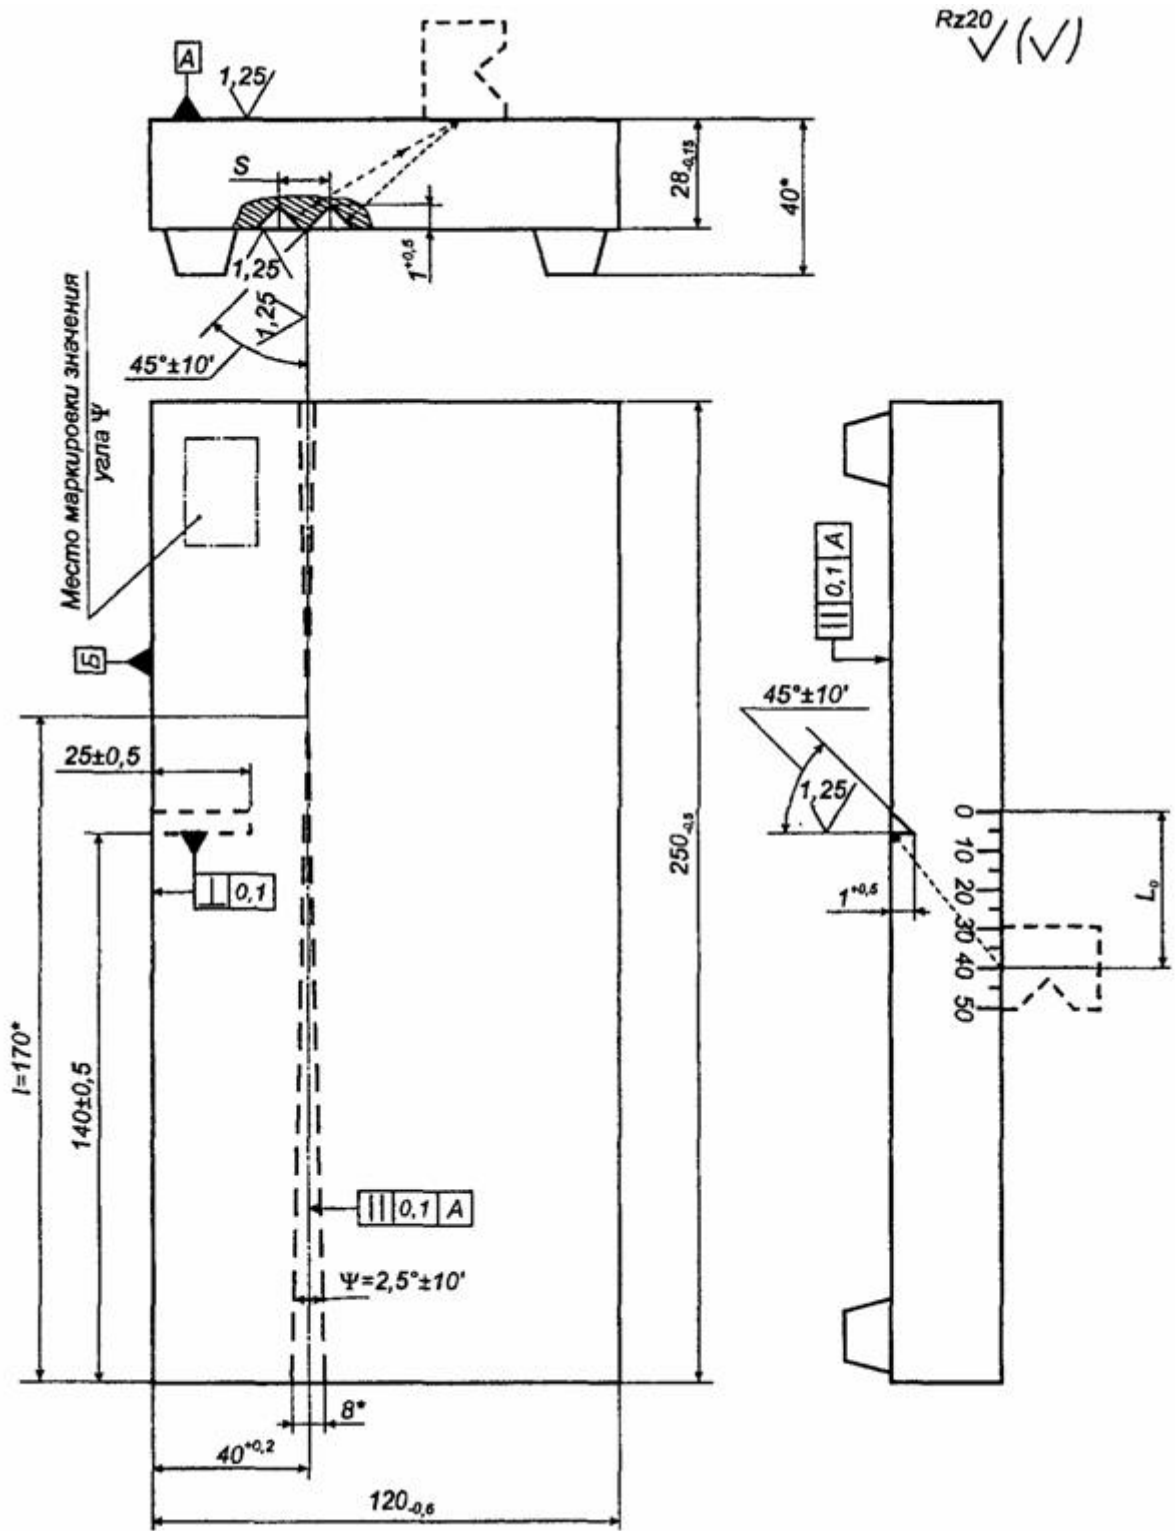 Rz20
А
1,25
S
28-0,15
40*
1+0,5
1,25
1,25
45°±10'
Место маркировки значения
угла Ψ
Б
25±0,5
0,1
l=170*
140±0,5
250-0,5
0,1 А
Ψ=2,5°±10'
8*
40+0,2
120-0,6
0,1 А
45°±10'
1,25
1+0,5
0
10
20
30
40
50
L₀